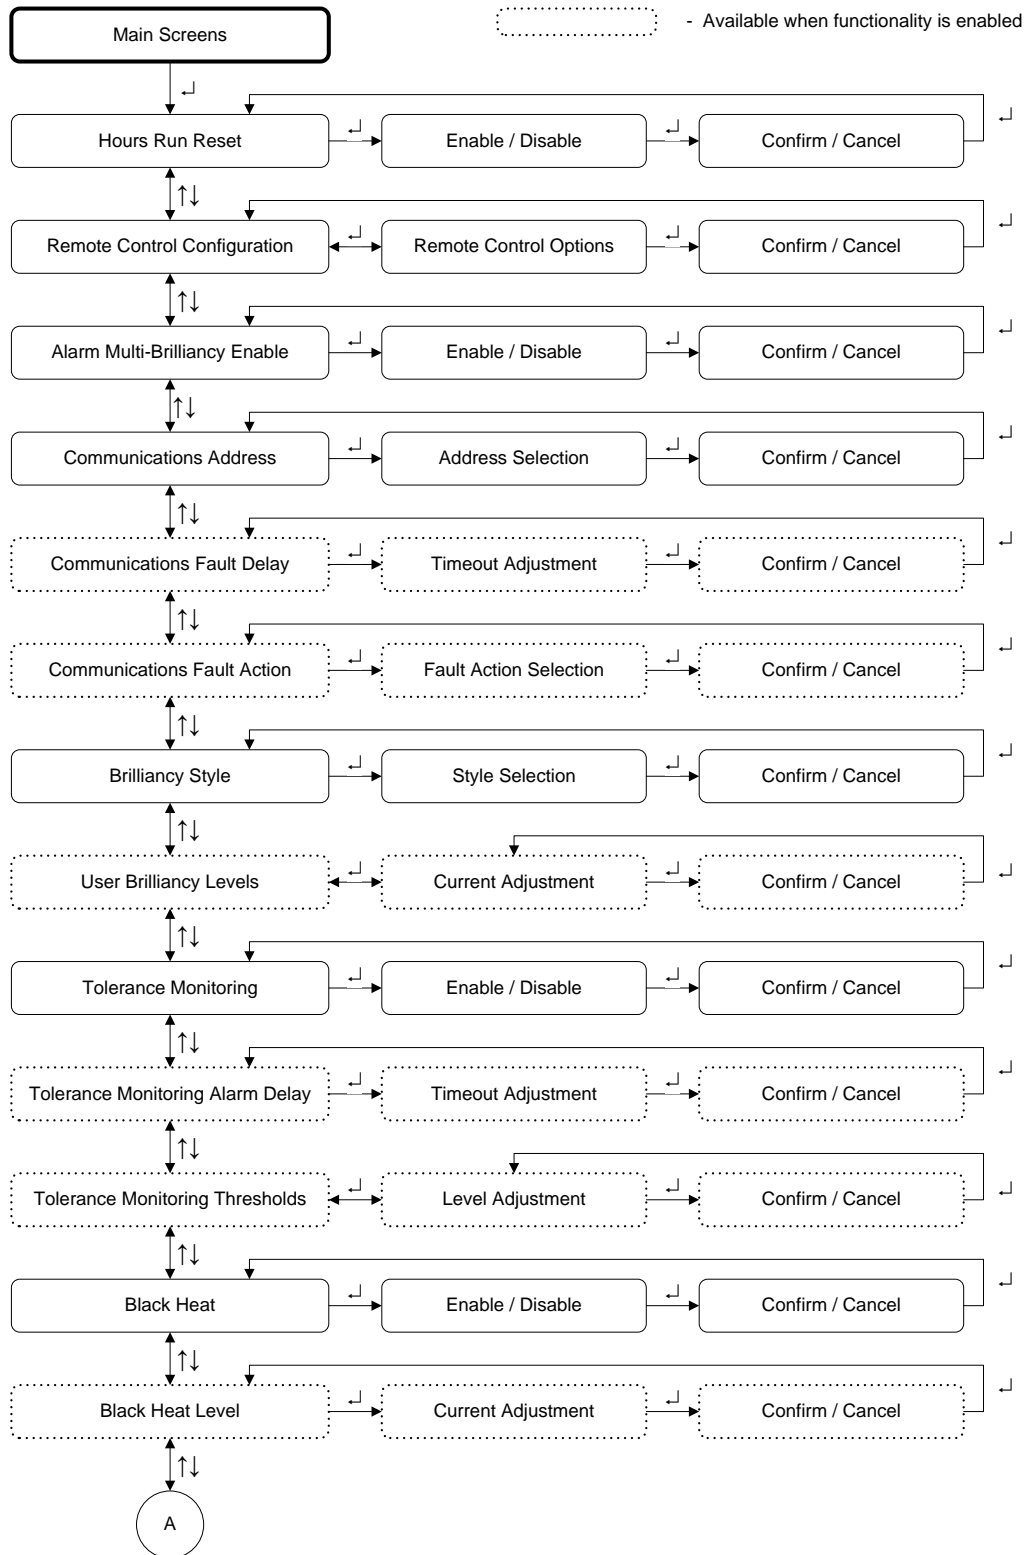 Main Screens
- Available when functionality is enabled
↵
↵
Hours Run Reset ↵ Enable / Disable ↵ Confirm / Cancel
↑↓
↵
Remote Control Configuration ↵ Remote Control Options ↵ Confirm / Cancel
↑↓
↵
Alarm Multi-Brilliancy Enable ↵ Enable / Disable ↵ Confirm / Cancel
↑↓
↵
Communications Address ↵ Address Selection ↵ Confirm / Cancel
↑↓
↵
Communications Fault Delay ↵ Timeout Adjustment ↵ Confirm / Cancel
↑↓
↵
Communications Fault Action ↵ Fault Action Selection ↵ Confirm / Cancel
↑↓
↵
Brilliancy Style ↵ Style Selection ↵ Confirm / Cancel
↑↓
↵
User Brilliancy Levels ↵ Current Adjustment ↵ Confirm / Cancel
↑↓
↵
Tolerance Monitoring ↵ Enable / Disable ↵ Confirm / Cancel
↑↓
↵
Tolerance Monitoring Alarm Delay ↵ Timeout Adjustment ↵ Confirm / Cancel
↑↓
↵
Tolerance Monitoring Thresholds ↵ Level Adjustment ↵ Confirm / Cancel
↑↓
↵
Black Heat ↵ Enable / Disable ↵ Confirm / Cancel
↑↓
↵
Black Heat Level ↵ Current Adjustment ↵ Confirm / Cancel
↑↓
A